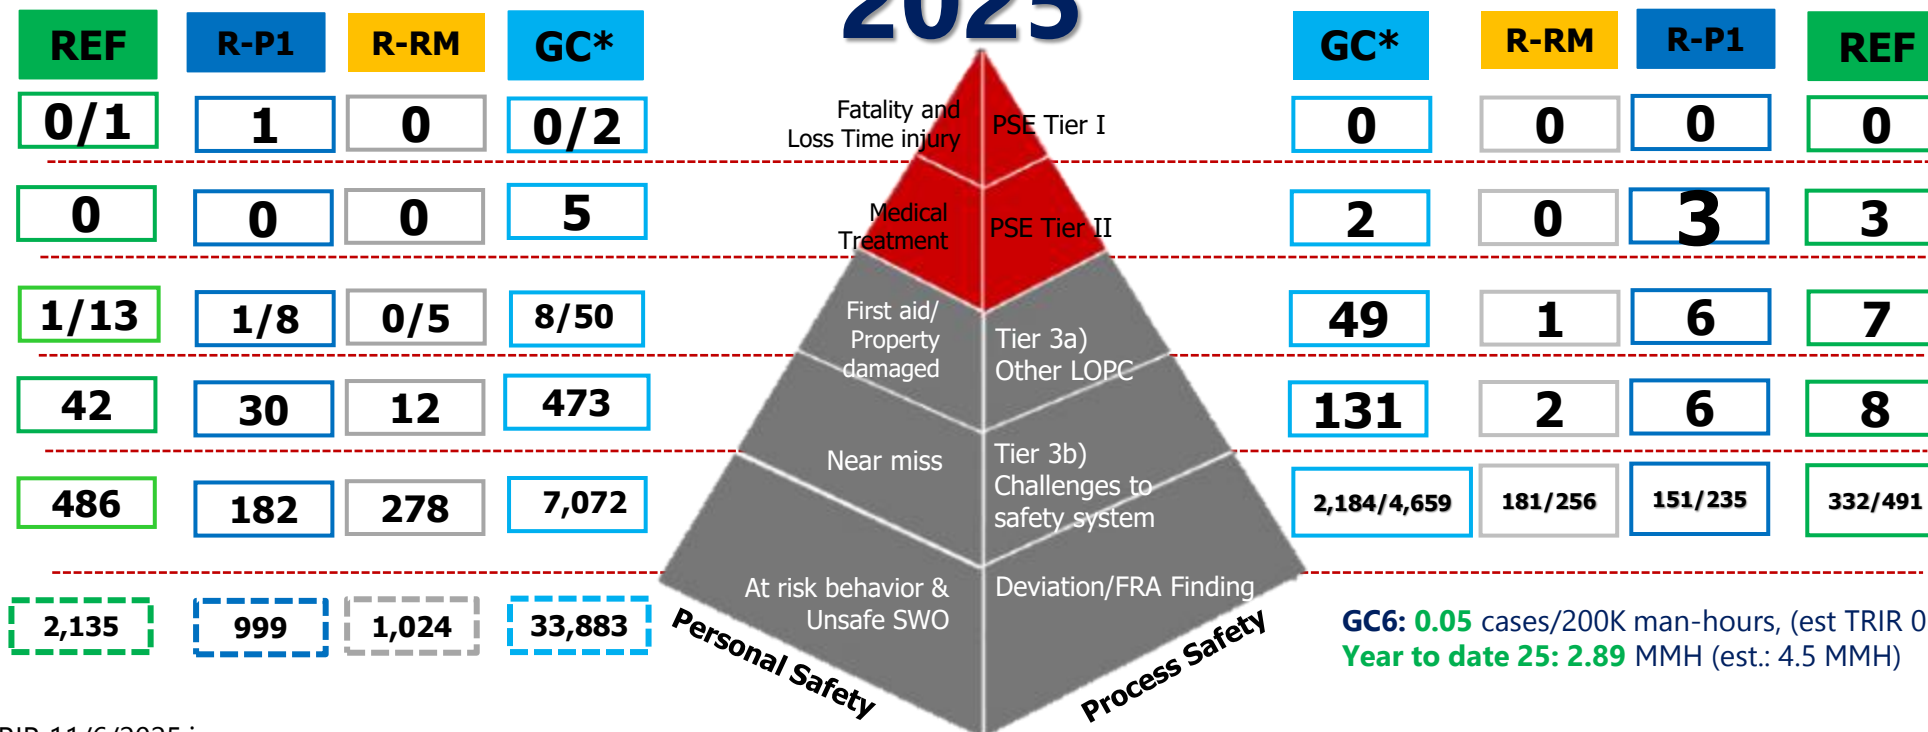 2025
REF R-P1 R-RM GC* GC* R-RM R-P1 REF
0/1 1 0 0/2 Fatality and
Loss Time injury PSE Tier I 0 0 0 0
0 0 0 5 Medical
Treatment PSE Tier II 2 0 3 3
1/13 1/8 0/5 8/50 First aid/
Property
damaged Tier 3a)
Other LOPC 49 1 6 7
42 30 12 473 Near miss Tier 3b)
Challenges to
safety system 131 2 6 8
486 182 278 7,072 At risk behavior &
Unsafe SWO Deviation/FRA Finding 2,184/4,659 181/256 151/235 332/491
2,135 999 1,024 33,883
Personal Safety
Process Safety
GC6: 0.05 cases/200K man-hours, (est TRIR 0
Year to date 25: 2.89 MMH (est.: 4.5 MMH)